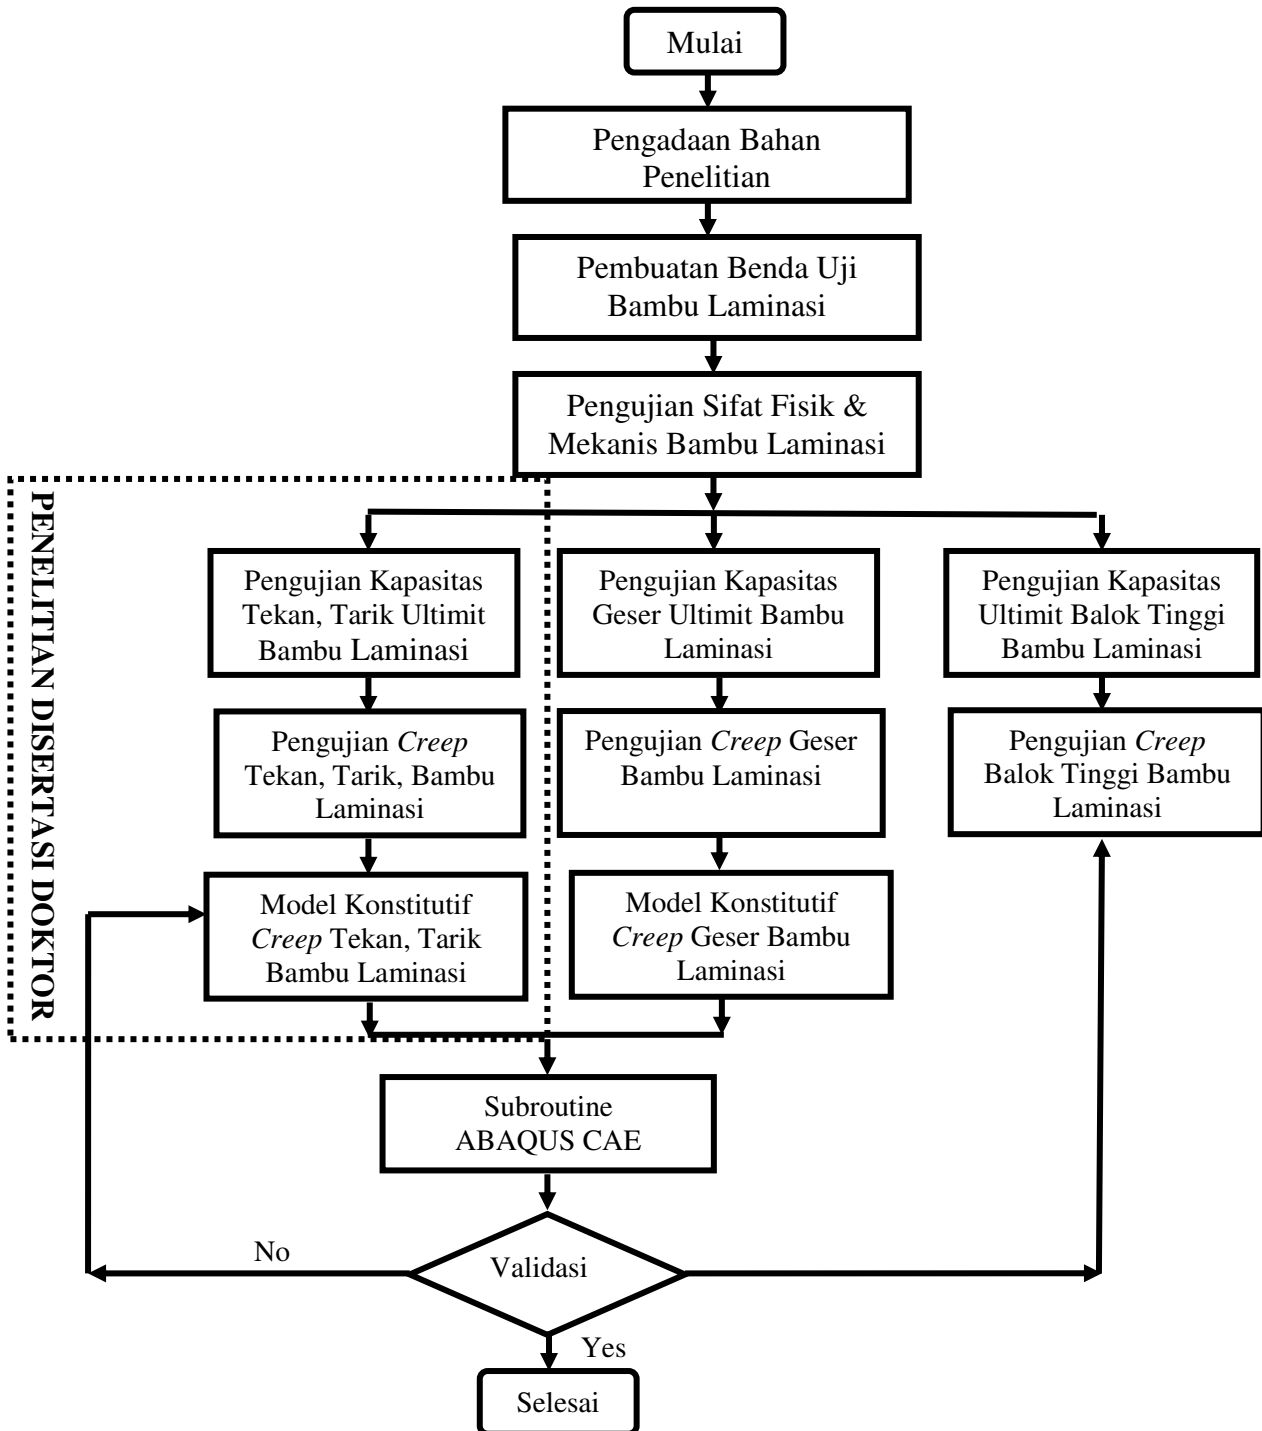 Mulai
Pengadaan Bahan
Penelitian
Pembuatan Benda Uji
Bambu Laminasi
Pengujian Sifat Fisik &
Mekanis Bambu Laminasi
PENELITIAN DISERTASI DOKTOR
Pengujian Kapasitas
Tekan, Tarik Ultimit
Bambu Laminasi
Pengujian Kapasitas
Geser Ultimit Bambu
Laminasi
Pengujian Kapasitas
Ultimit Balok Tinggi
Bambu Laminasi
Pengujian Creep
Tekan, Tarik, Bambu
Laminasi
Pengujian Creep Geser
Bambu Laminasi
Pengujian Creep
Balok Tinggi Bambu
Laminasi
Model Konstitutif
Creep Tekan, Tarik
Bambu Laminasi
Model Konstitutif
Creep Geser Bambu
Laminasi
Subroutine
ABAQUS CAE
No
Validasi
Yes
Selesai